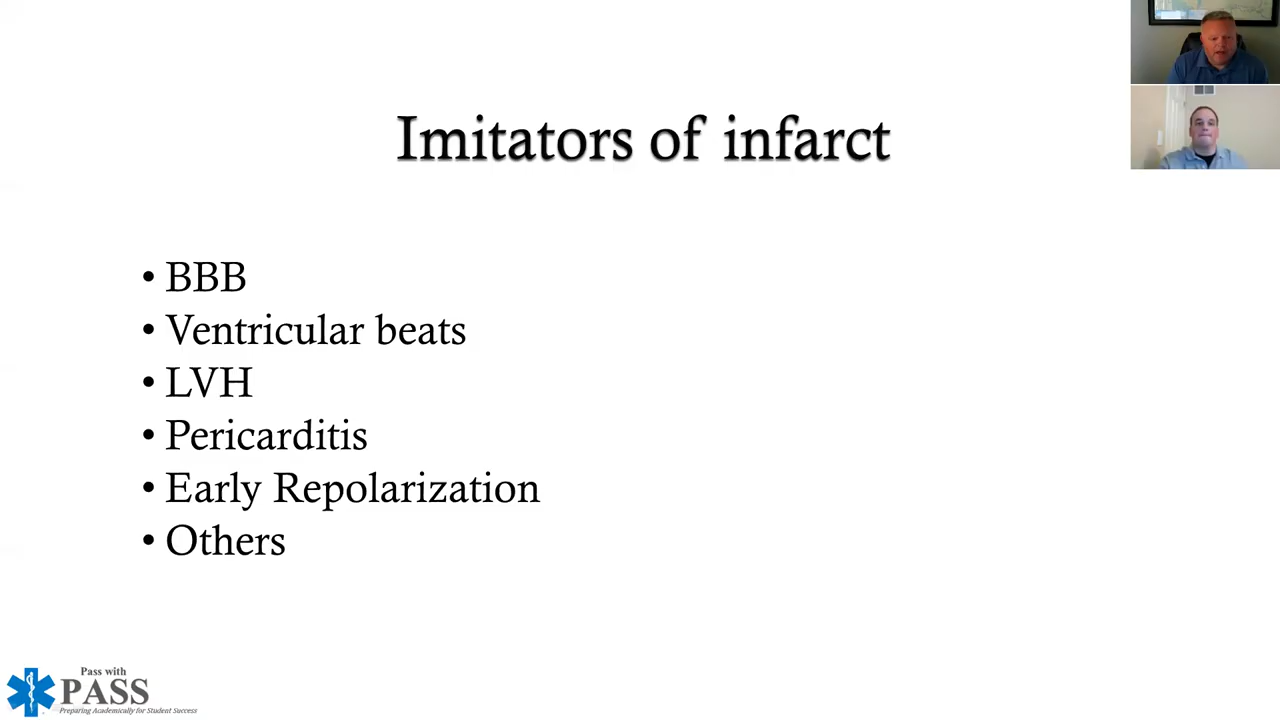 Imitators of infarct
• BBB
• Ventricular beats
• LVH
• Pericarditis
• Early Repolarization
• Others
Pass with
PASS
Preparing Academically for Student Success